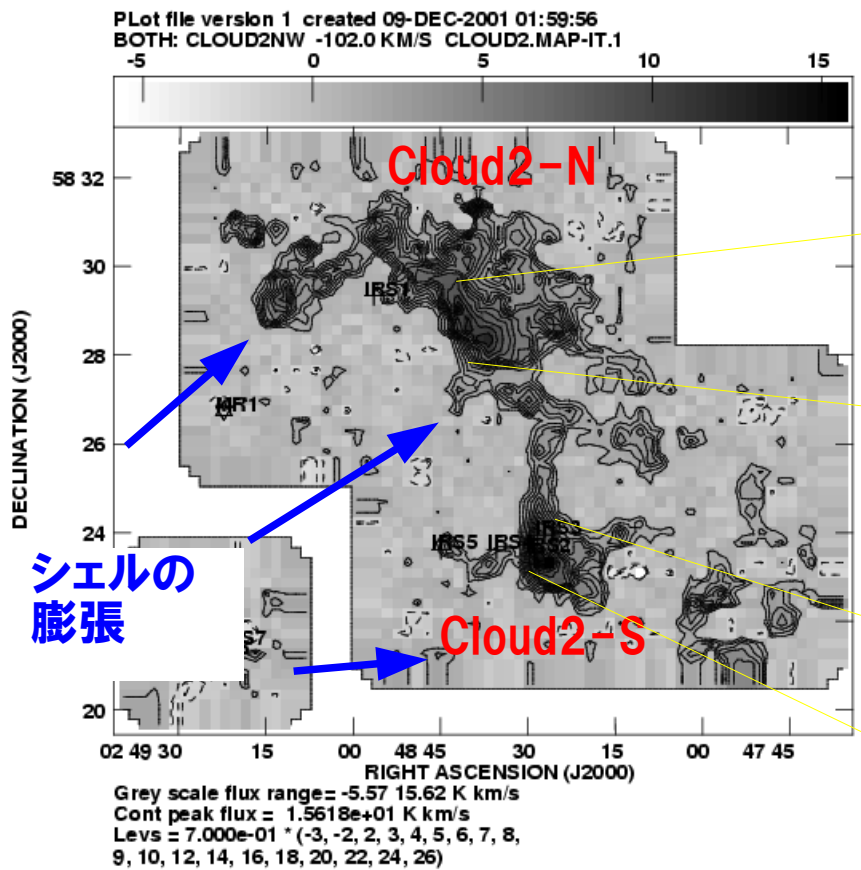 PLot file version 1 created 09-DEC-2001 01:59:56
BOTH: CLOUD2NW -102.0 KM/S CLOUD2.MAP-IT.1
-5 0 5 10 15
Cloud2-N
58 32
30
28
26
24
20
DECLINATION (J2000)
IRS1
MR1
IRS5
シェルの
膨張
Cloud2-S
02 49 30 15 00 48 45 30 15 00 47 45
RIGHT ASCENSION (J2000)
Grey scale flux range= -5.57 15.62 K km/s
Cont peak flux = 1.5618e+01 K km/s
Levs = 7.000e-01 * (-3, -2, 2, 3, 4, 5, 6, 7, 8,
9, 10, 12, 14, 16, 18, 20, 22, 24, 26)